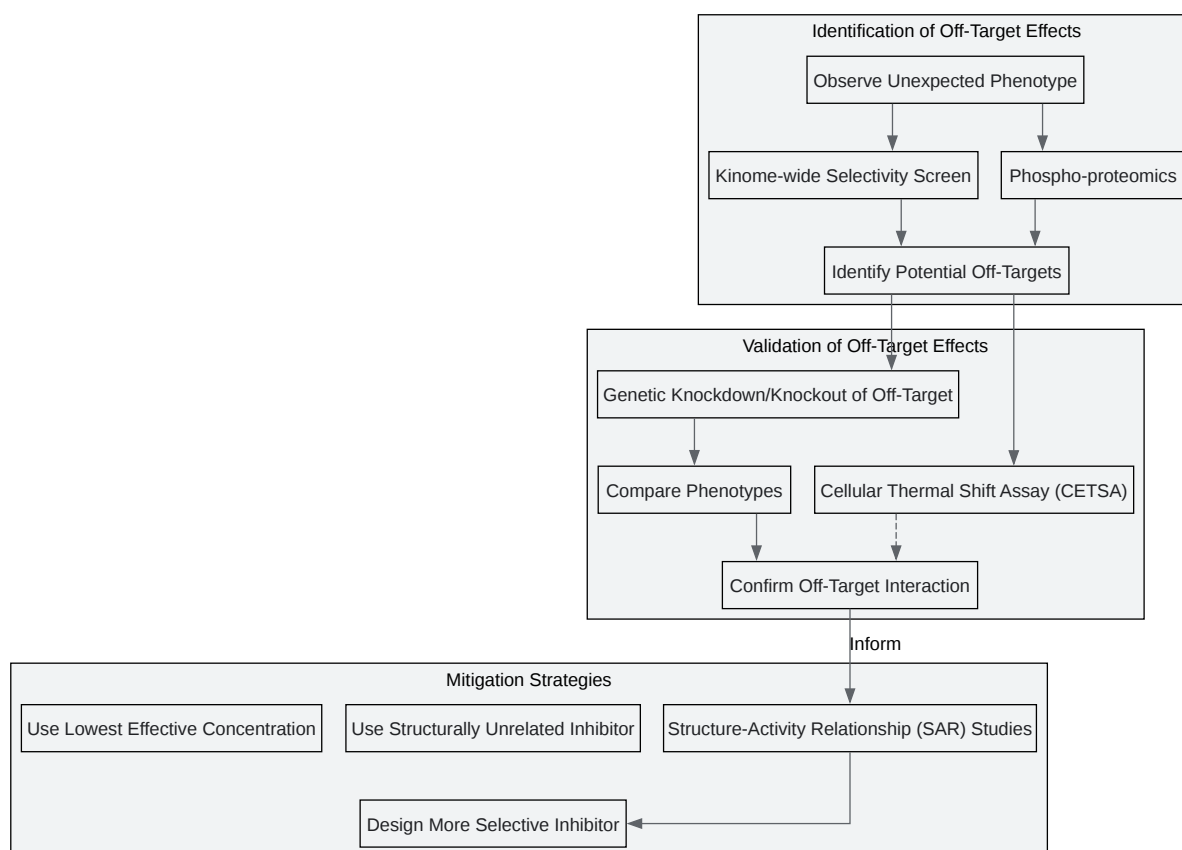 Identification of Off-Target Effects
Observe Unexpected Phenotype
Kinome-wide Selectivity Screen
Phospho-proteomics
Identify Potential Off-Targets
Validation of Off-Target Effects
Genetic Knockdown/Knockout of Off-Target
Compare Phenotypes
Cellular Thermal Shift Assay (CETSA)
Confirm Off-Target Interaction
Inform
Mitigation Strategies
Use Lowest Effective Concentration
Use Structurally Unrelated Inhibitor
Structure-Activity Relationship (SAR) Studies
Design More Selective Inhibitor